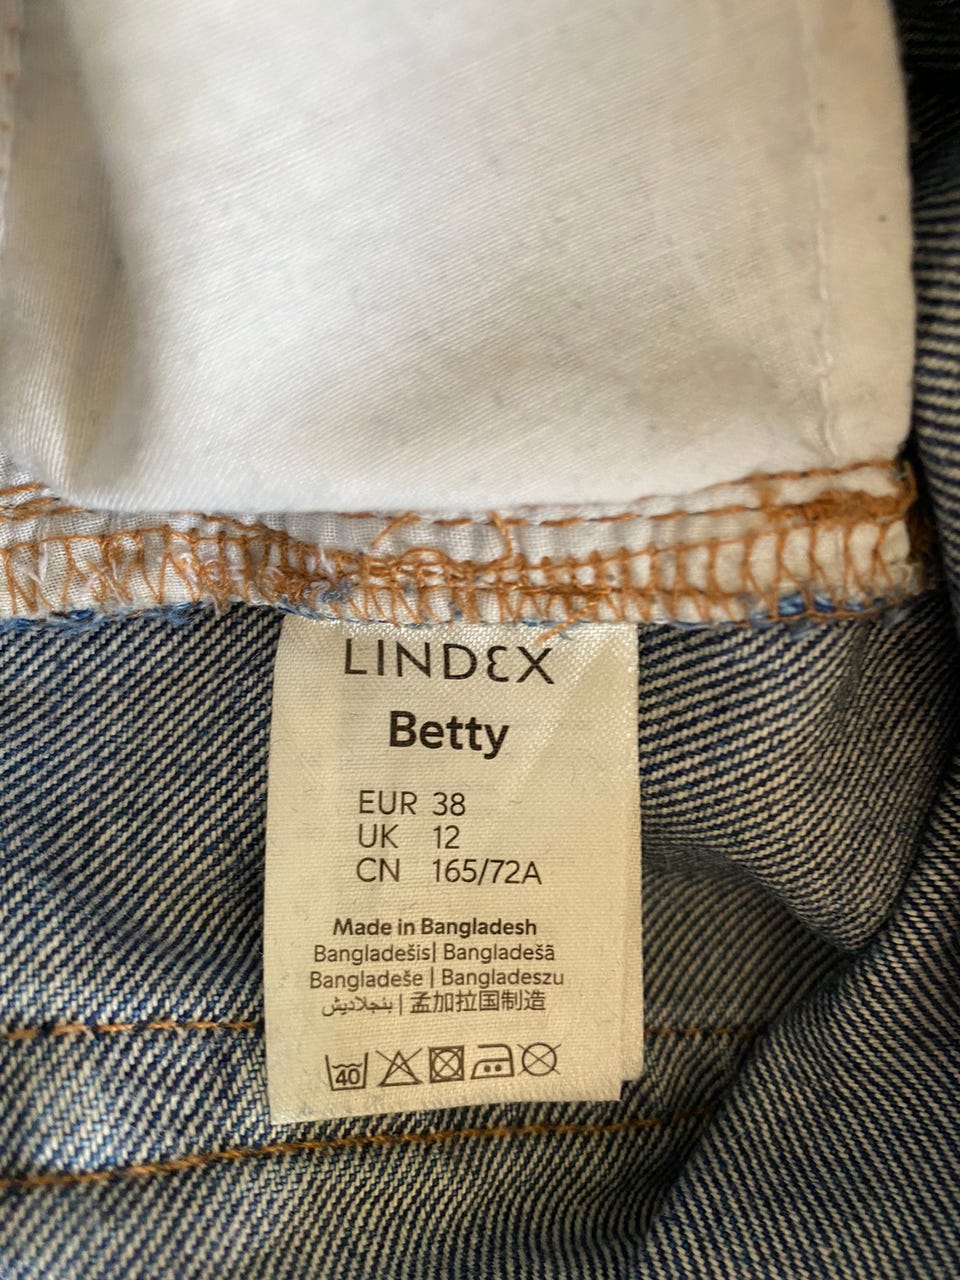 LINDEX
Betty
EUR 38
UK 12
CN 165/72A
Made in Bangladesh
Bangladešis| Bangladešā
Bangladeše | Bangladeszu
بنجلاديش | 孟加拉国制造
40